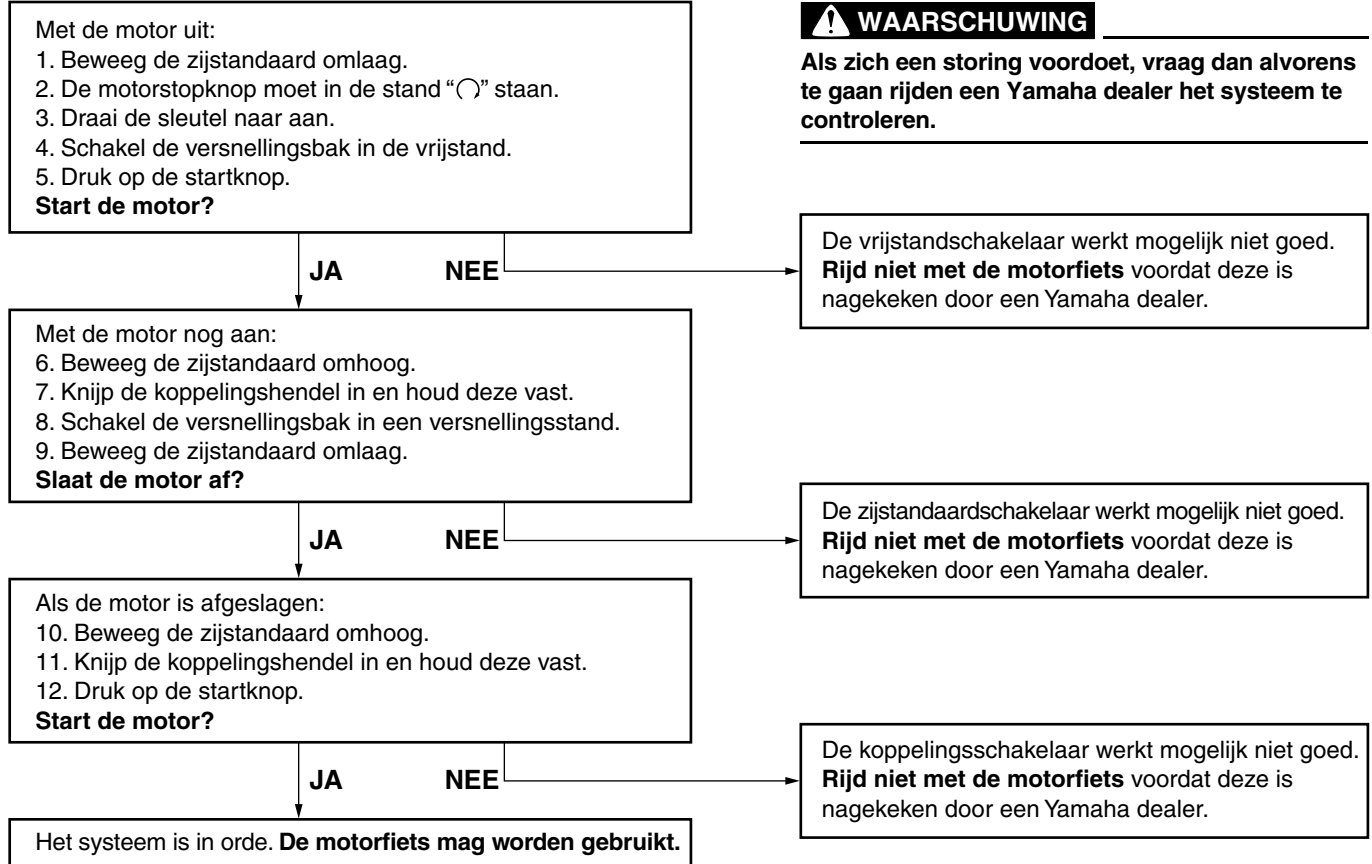 Met de motor uit:
1. Beweeg de zijstandaard omlaag.
2. De motorstopknop moet in de stand “○” staan.
3. Draai de sleutel naar aan.
4. Schakel de versnellingsbak in de vrijstand.
5. Druk op de startknop.
Start de motor?
WAARSCHUWING
Als zich een storing voordoet, vraag dan alvorens
te gaan rijden een Yamaha dealer het systeem te
controleren.
JA NEE
De vrijstandschakelaar werkt mogelijk niet goed.
Rijd niet met de motorfiets voordat deze is
nagekeken door een Yamaha dealer.
Met de motor nog aan:
6. Beweeg de zijstandaard omhoog.
7. Knijp de koppelingshendel in en houd deze vast.
8. Schakel de versnellingsbak in een versnellingsstand.
9. Beweeg de zijstandaard omlaag.
Slaat de motor af?
JA NEE
De zijstandaardschakelaar werkt mogelijk niet goed.
Rijd niet met de motorfiets voordat deze is
nagekeken door een Yamaha dealer.
Als de motor is afgeslagen:
10. Beweeg de zijstandaard omhoog.
11. Knijp de koppelingshendel in en houd deze vast.
12. Druk op de startknop.
Start de motor?
JA NEE
De koppelingsschakelaar werkt mogelijk niet goed.
Rijd niet met de motorfiets voordat deze is
nagekeken door een Yamaha dealer.
Het systeem is in orde. De motorfiets mag worden gebruikt.